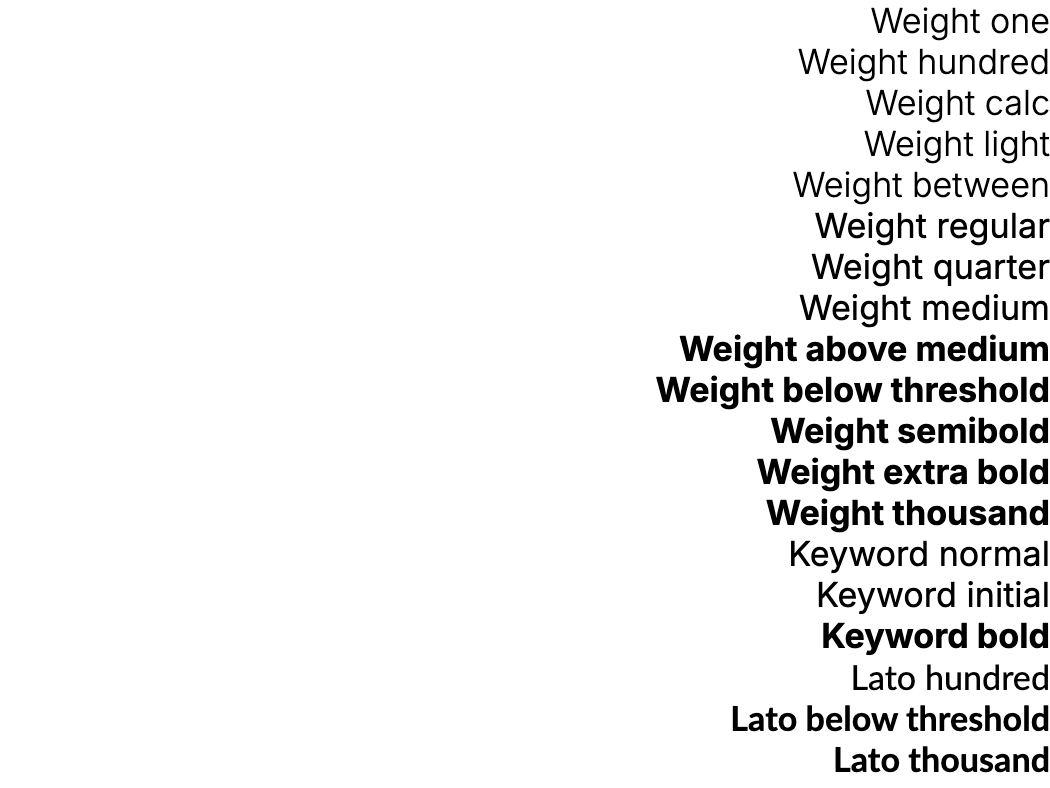 Weight one
Weight hundred
Weight calc
Weight light
Weight between
Weight regular
Weight quarter
Weight medium
Weight above medium
Weight below threshold
Weight semibold
Weight extra bold
Weight thousand
Keyword normal
Keyword initial
Keyword bold
Lato hundred
Lato below threshold
Lato thousand